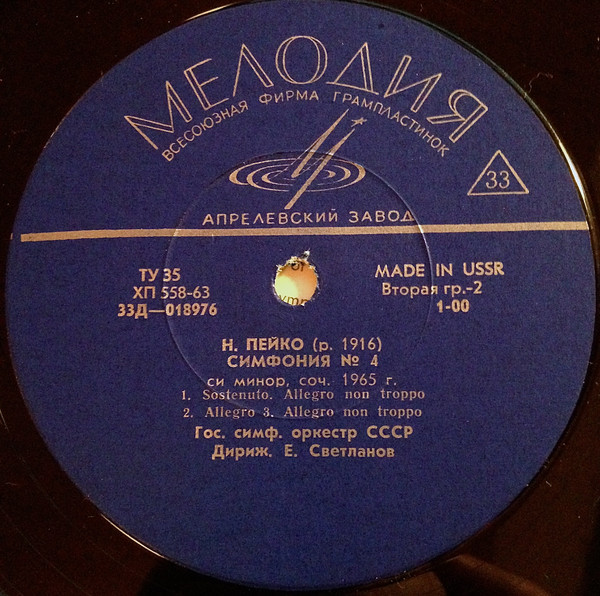 МЕЛОДИЯ
ВСЕСОЮЗНАЯ ФИРМА ГРАМПЛАСТИНОК
33
АПРЕЛЕВСКИЙ ЗАВОД
ТУ 35
ХП 558-63
33Д—018976
MADE IN USSR
Вторая гр.-2
1-00
Н. ПЕЙКО (р. 1916)
СИМФОНИЯ № 4
си минор, соч. 1965 г.
1. Sostenuto. Allegro non troppo
2. Allegro 3. Allegro non troppo
Гос. симф. оркестр СССР
Дириж. Е. Светланов